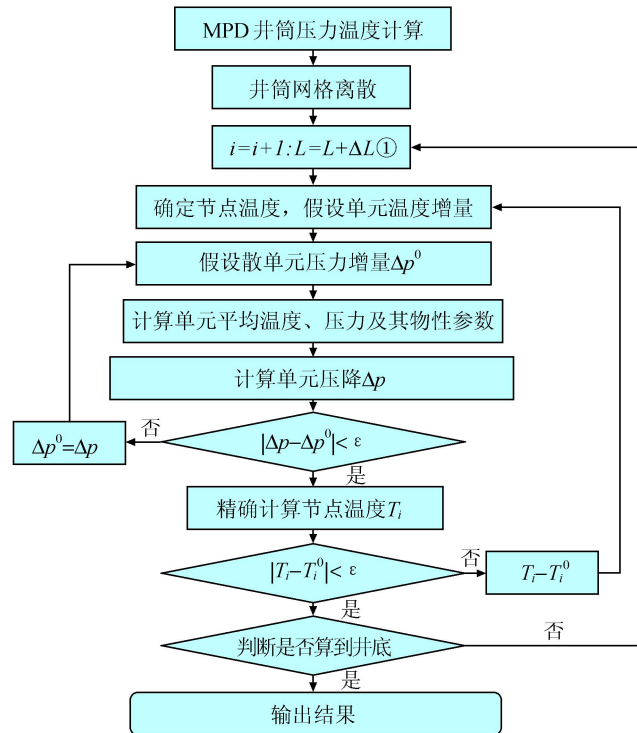 MPD井筒压力温度计算
井筒网格离散
i=i+1:L=L+ΔL①
确定节点温度，假设单元温度增量
假设散单元压力增量Δp⁰
计算单元平均温度、压力及其物性参数
计算单元压降Δp
否
Δp⁰=Δp
|Δp−Δp⁰|< ε
是
精确计算节点温度Tᵢ
|Tᵢ−Tᵢ⁰|< ε
否
Tᵢ−Tᵢ⁰
是
判断是否算到井底
否
是
输出结果